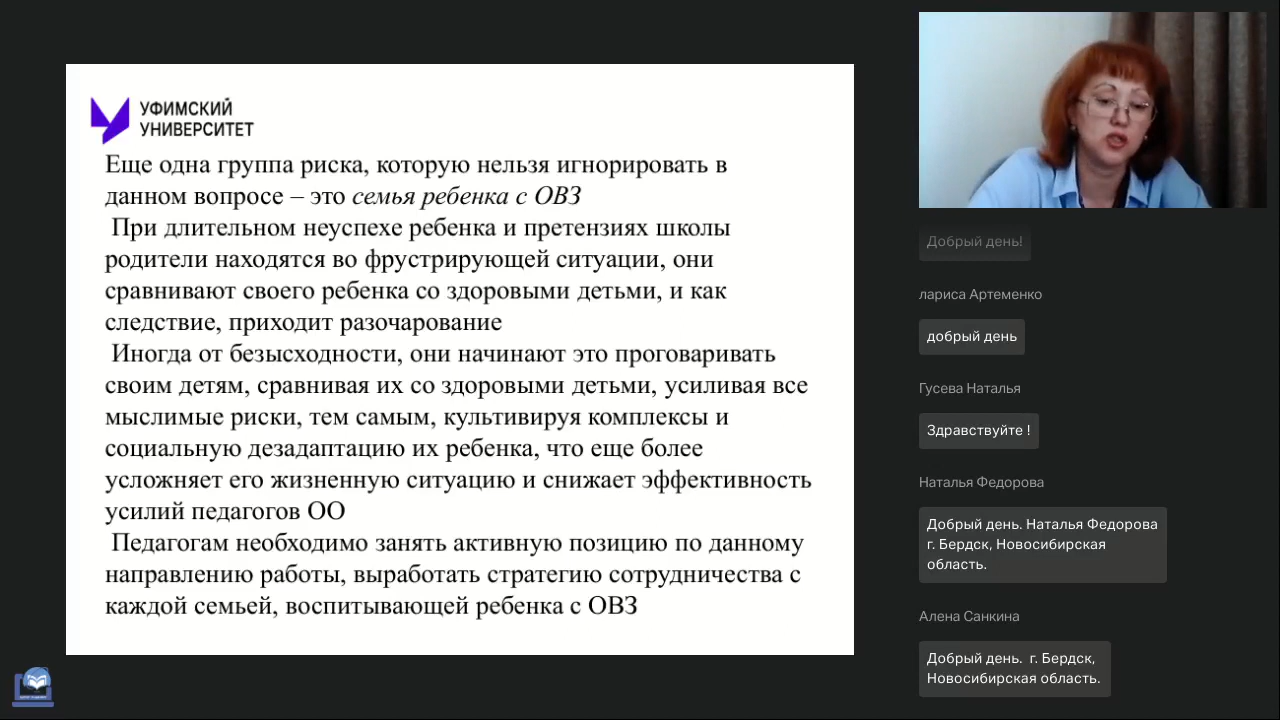 УФИМСКИЙ
УНИВЕРСИТЕТ
Еще одна группа риска, которую нельзя игнорировать в
данном вопросе – это семья ребенка с ОВЗ
При длительном неуспехе ребенка и претензиях школы
родители находятся во фрустрирующей ситуации, они
сравнивают своего ребенка со здоровыми детьми, и как
следствие, приходит разочарование
Иногда от безысходности, они начинают это проговаривать
своим детям, сравнивая их со здоровыми детьми, усиливая все
мыслимые риски, тем самым, культивируя комплексы и
социальную дезадаптацию их ребенка, что еще более
усложняет его жизненную ситуацию и снижает эффективность
усилий педагогов ОО
Педагогам необходимо занять активную позицию по данному
направлению работы, выработать стратегию сотрудничества с
каждой семьей, воспитывающей ребенка с ОВЗ
Добрый день!
лариса Артеменко
добрый день
Гусева Наталья
Здравствуйте !
Наталья Федорова
Добрый день. Наталья Федорова
г. Бердск, Новосибирская
область.
Алена Санкина
Добрый день. г. Бердск,
Новосибирская область.